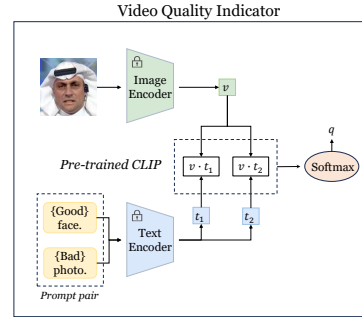 Video Quality Indicator
Image
Encoder
v
q
Pre-trained CLIP
v · t₁
v · t₂
Softmax
{Good}
face.
{Bad}
photo.
Text
Encoder
t₁
t₂
Prompt pair